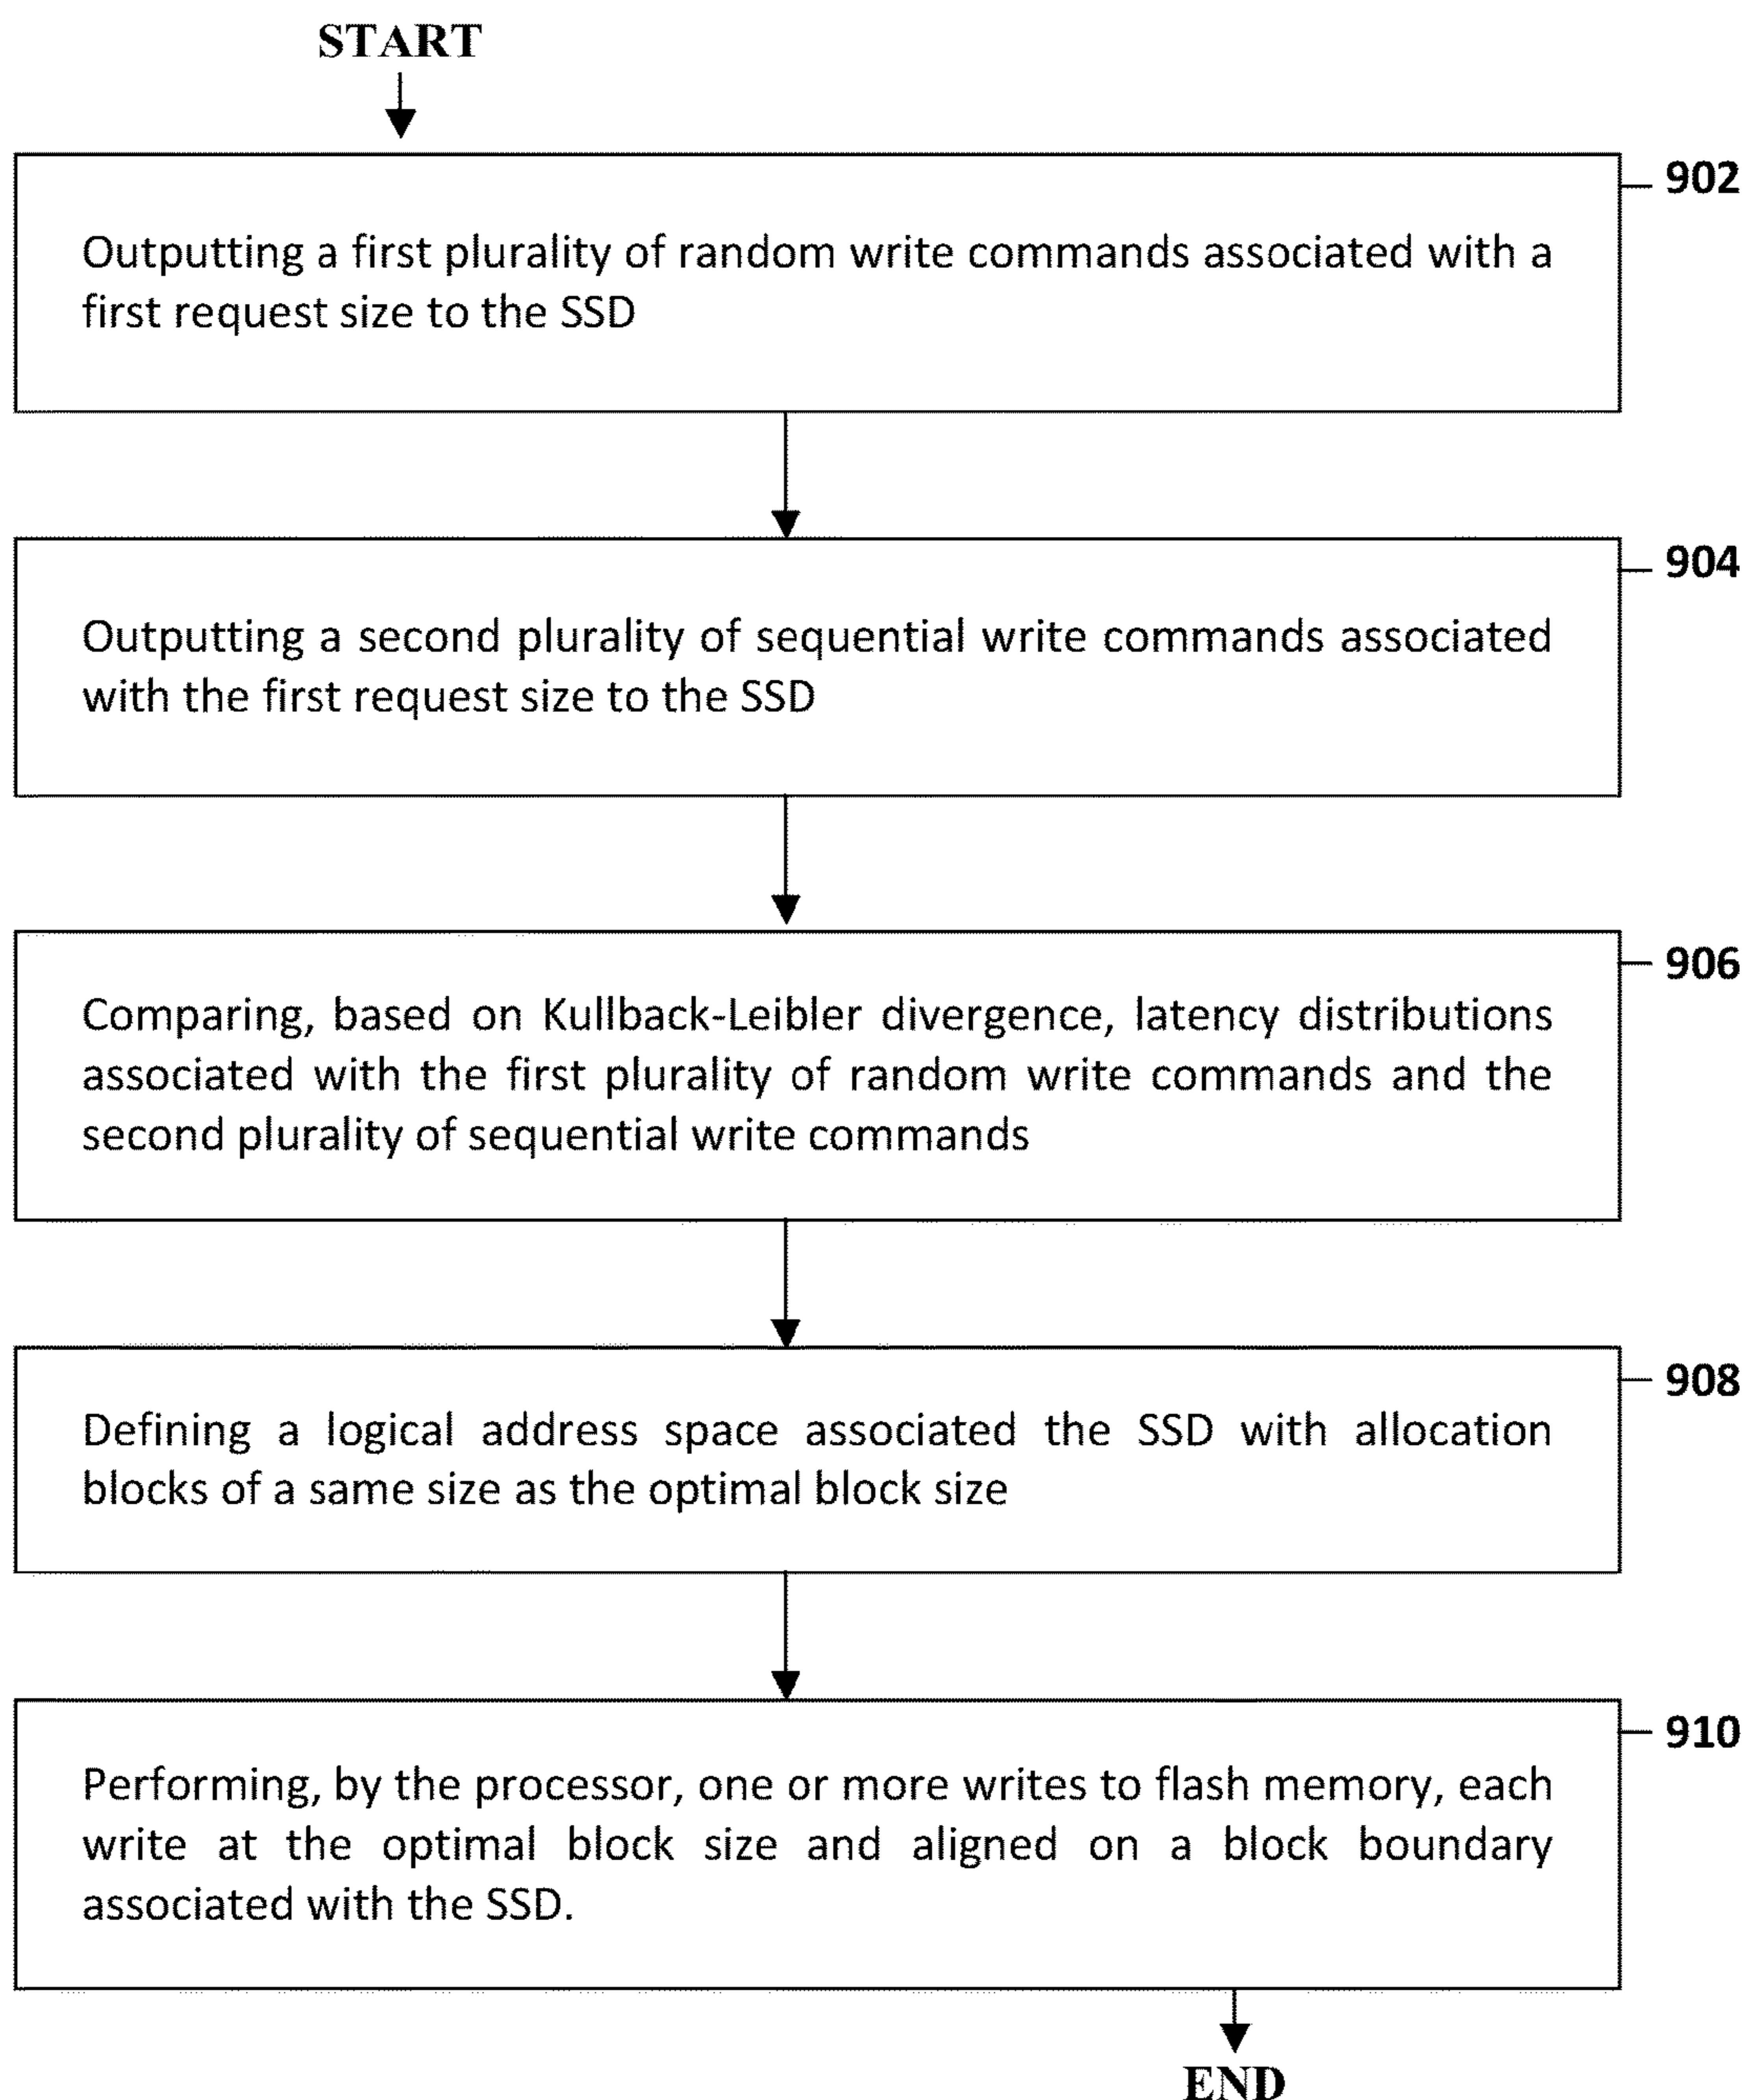 START
902
Outputting a first plurality of random write commands associated with a
first request size to the SSD
904
Outputting a second plurality of sequential write commands associated
with the first request size to the SSD
906
Comparing, based on Kullback-Leibler divergence, latency distributions
associated with the first plurality of random write commands and the
second plurality of sequential write commands
908
Defining a logical address space associated the SSD with allocation
blocks of a same size as the optimal block size
910
Performing, by the processor, one or more writes to flash memory, each
write at the optimal block size and aligned on a block boundary
associated with the SSD.
END